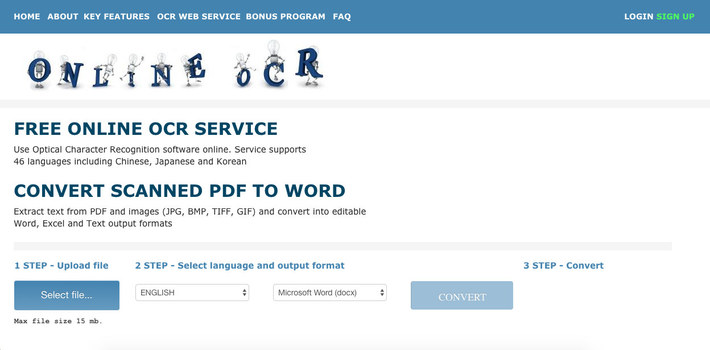 HOME ABOUT KEY FEATURES OCR WEB SERVICE BONUS PROGRAM FAQ LOGIN SIGN UP
ONLINE OCR
FREE ONLINE OCR SERVICE
Use Optical Character Recognition software online. Service supports
46 languages including Chinese, Japanese and Korean
CONVERT SCANNED PDF TO WORD
Extract text from PDF and images (JPG, BMP, TIFF, GIF) and convert into editable
Word, Excel and Text output formats
1 STEP - Upload file 2 STEP - Select language and output format 3 STEP - Convert
Select file... ENGLISH Microsoft Word (docx) CONVERT
Max file size 15 mb.